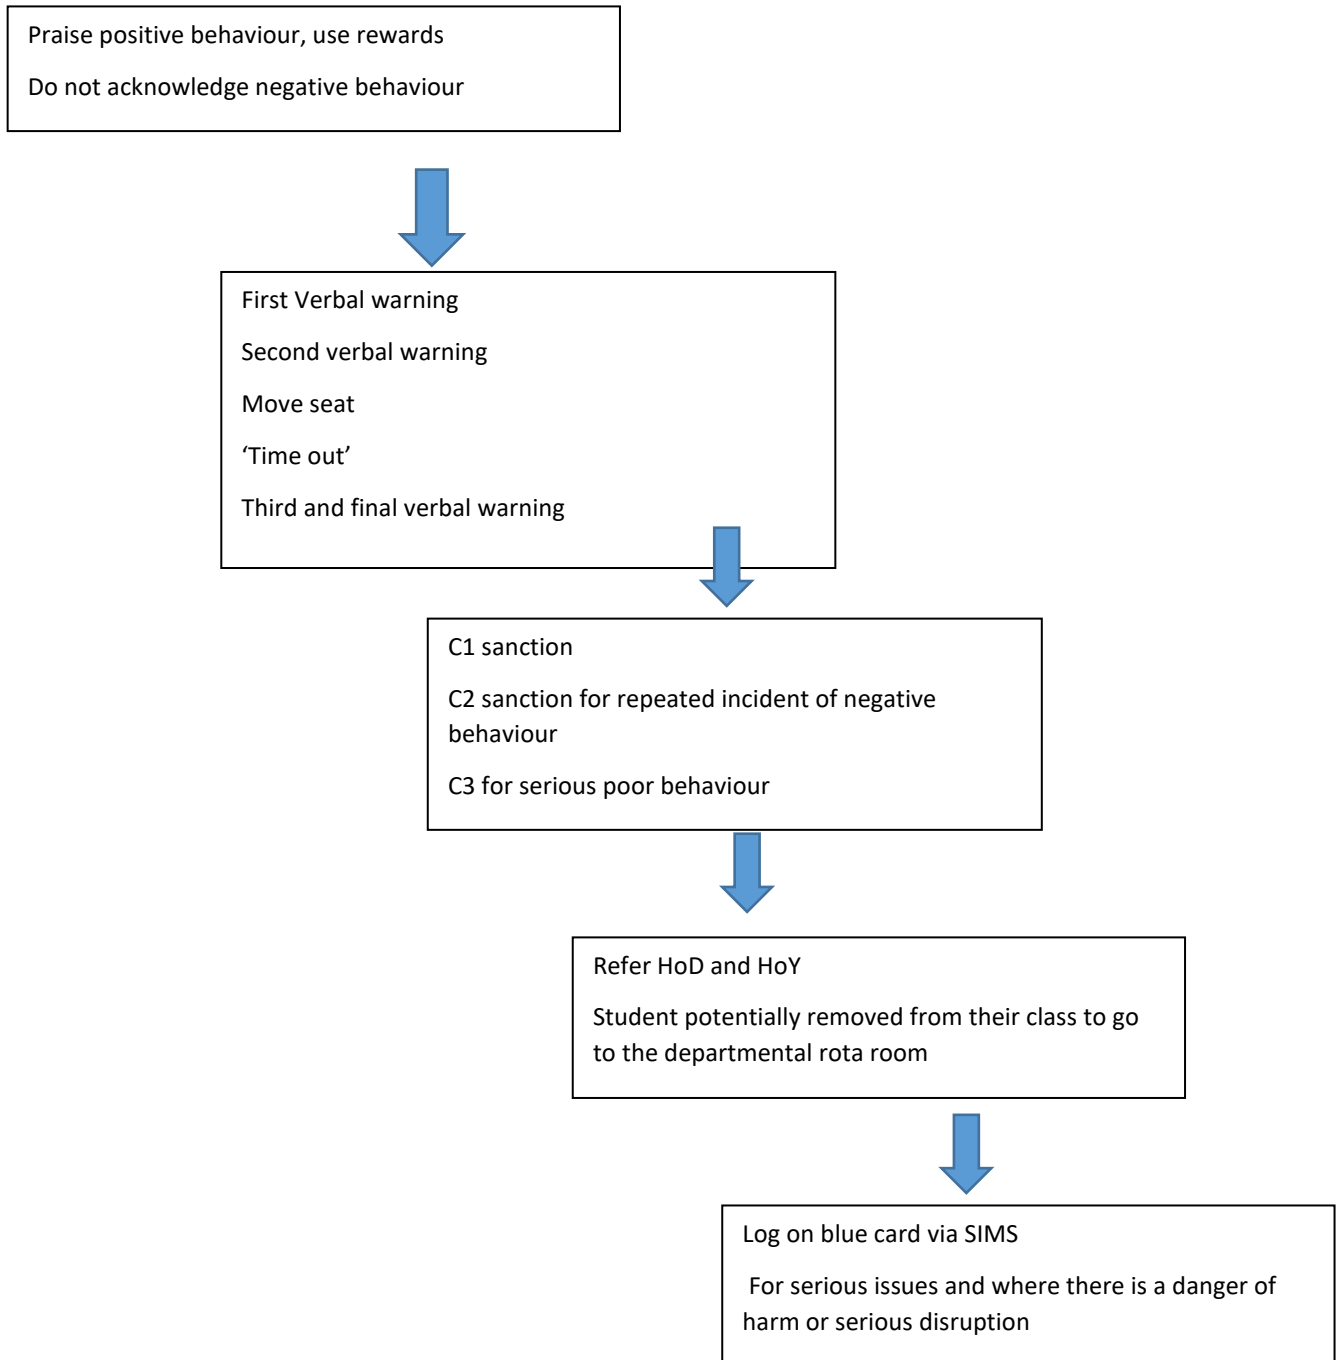 Praise positive behaviour, use rewards
Do not acknowledge negative behaviour
First Verbal warning
Second verbal warning
Move seat
‘Time out’
Third and final verbal warning
C1 sanction
C2 sanction for repeated incident of negative
behaviour
C3 for serious poor behaviour
Refer HoD and HoY
Student potentially removed from their class to go
to the departmental rota room
Log on blue card via SIMS
For serious issues and where there is a danger of
harm or serious disruption